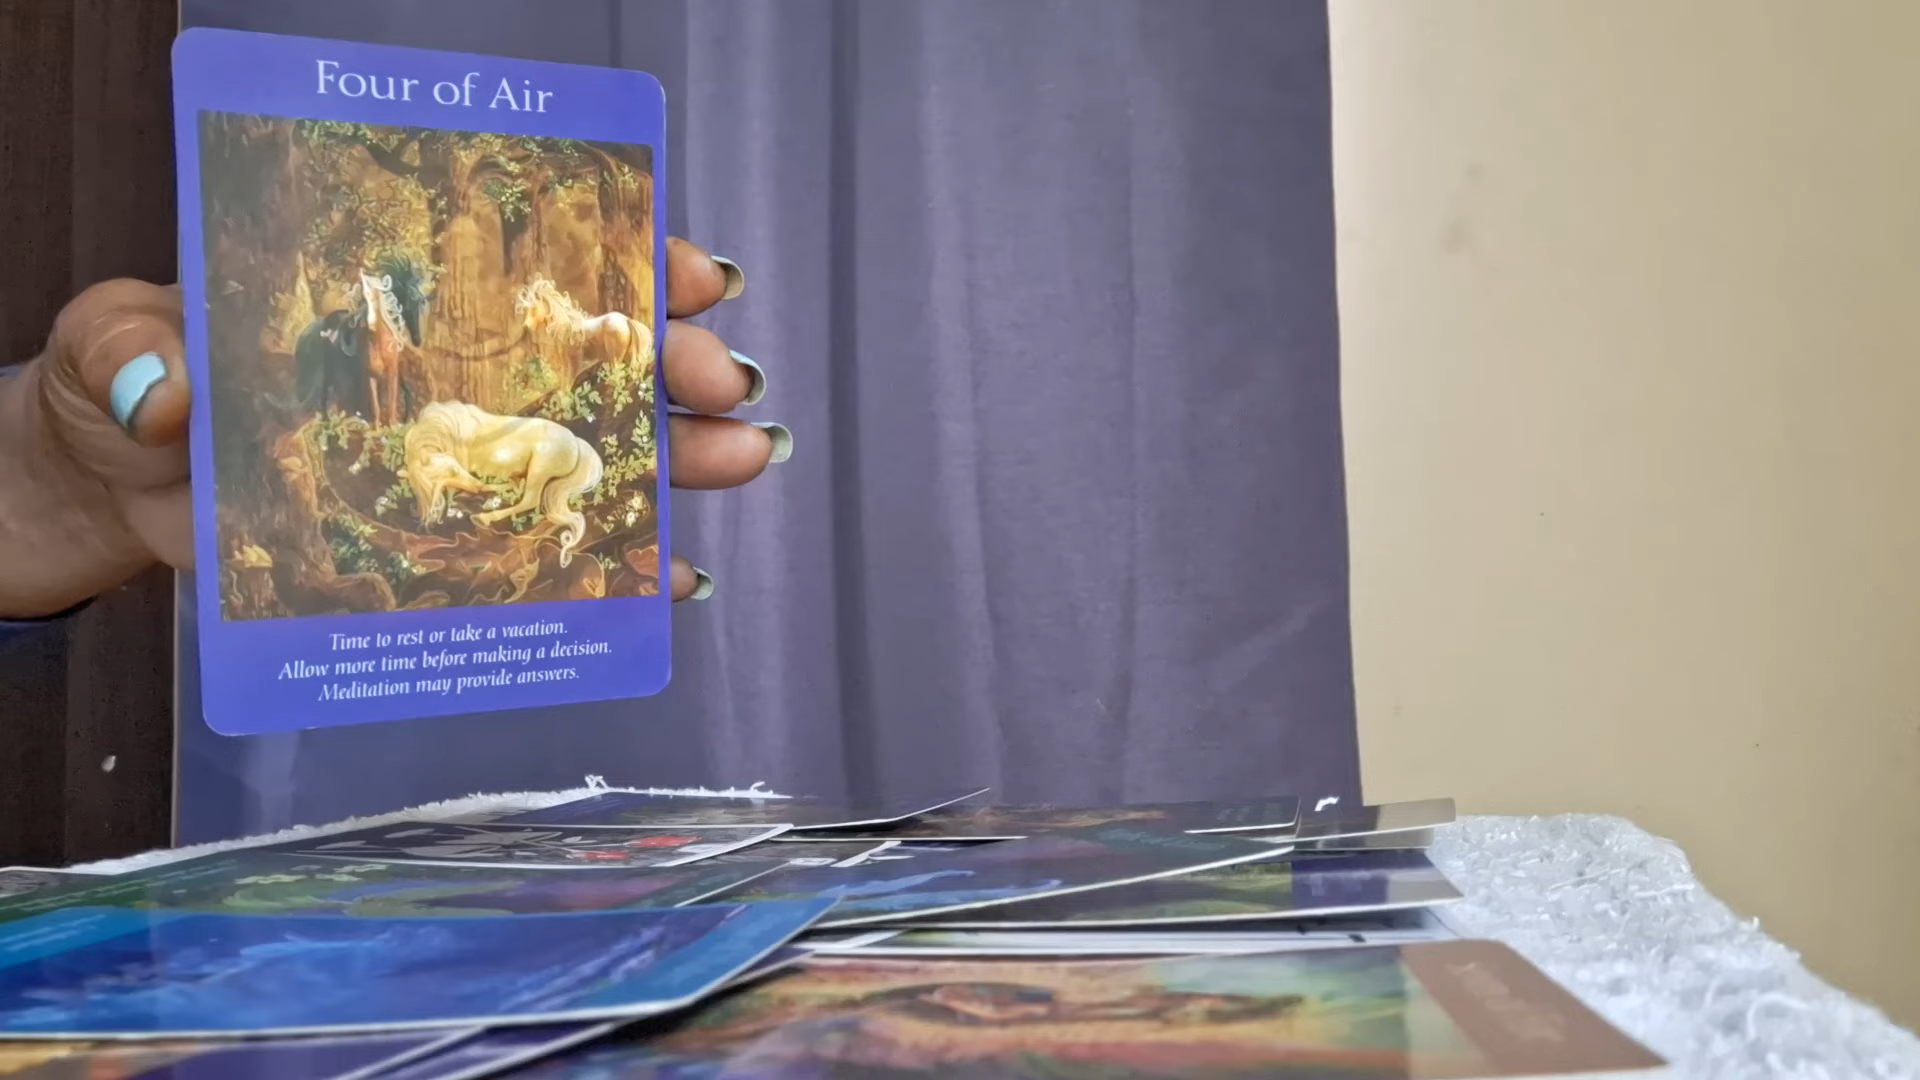 Four of Air
Time to rest or take a vacation.
Allow more time before making a decision.
Meditation may provide answers.